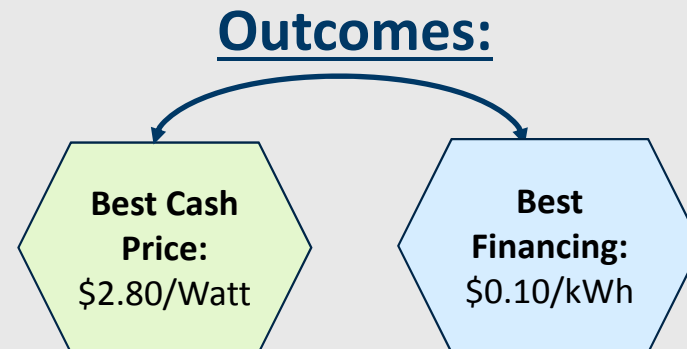 Outcomes:
Best Cash
Price:
$2.80/Watt
Best
Financing:
$0.10/kWh